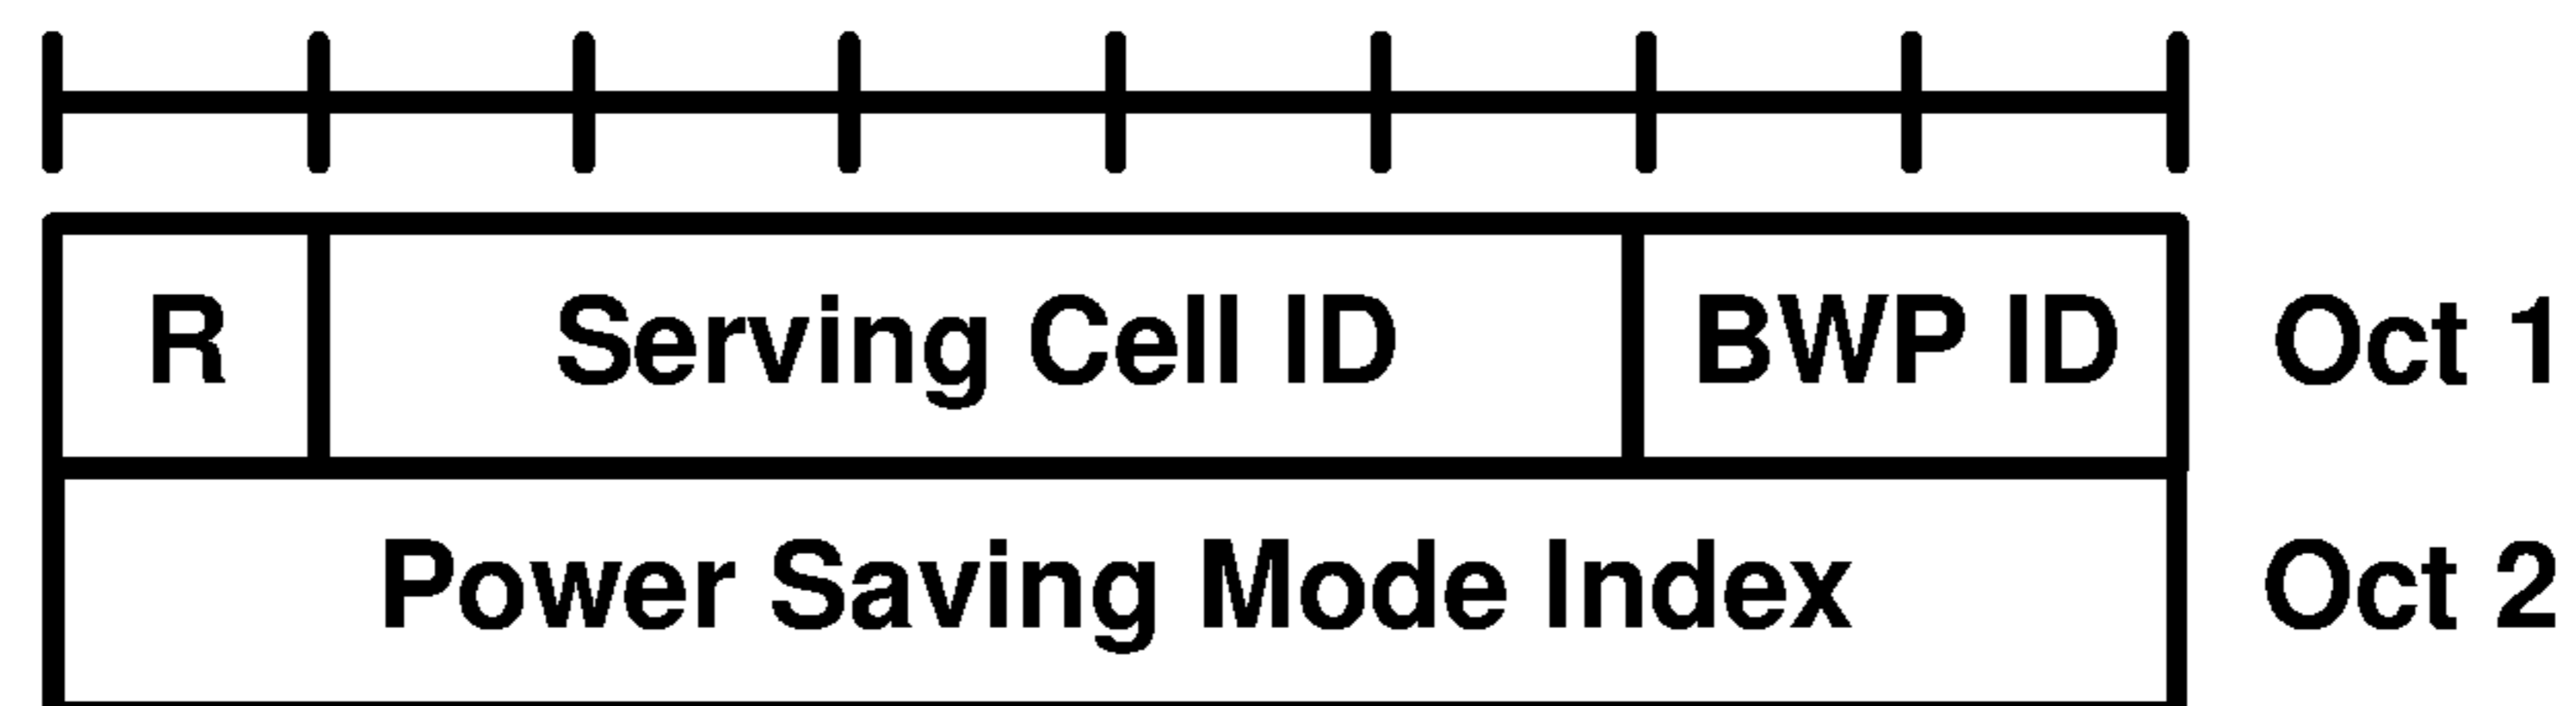 R Serving Cell ID BWP ID Oct 1
Power Saving Mode Index Oct 2